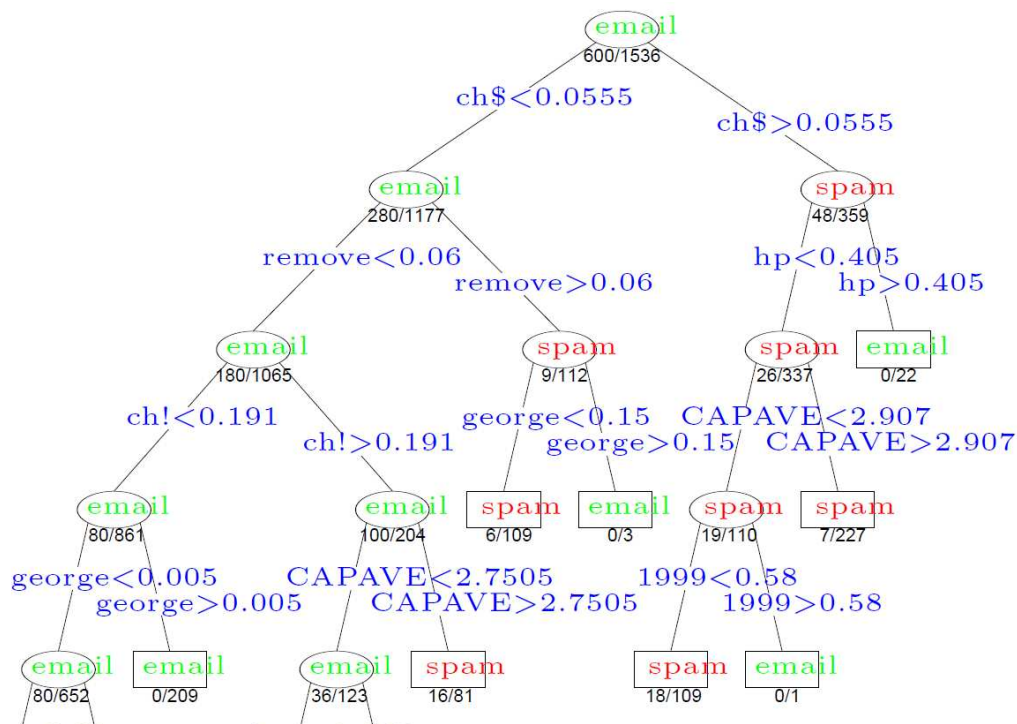 email
600/1536
ch$<0.0555
ch$>0.0555
email
280/1177
spam
48/359
remove<0.06
remove>0.06
hp<0.405
hp>0.405
email
180/1065
spam
9/112
spam
26/337
email
0/22
ch!<0.191
ch!>0.191
george<0.15
george>0.15
CAPAVE<2.907
CAPAVE>2.907
email
80/861
email
100/204
spam
6/109
email
0/3
spam
19/110
spam
7/227
george<0.005
george>0.005
CAPAVE<2.7505
CAPAVE>2.7505
1999<0.58
1999>0.58
email
80/652
email
0/209
email
36/123
spam
16/81
spam
18/109
email
0/1